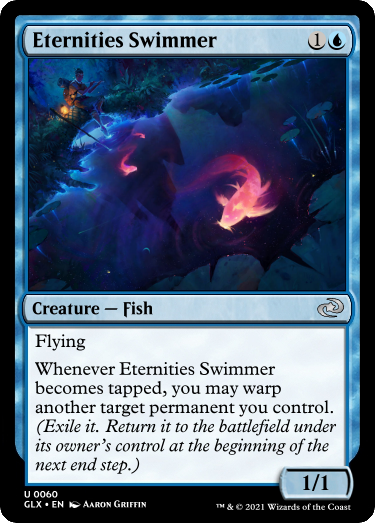 Eternities Swimmer 1
Creature — Fish
Flying
Whenever Eternities Swimmer
becomes tapped, you may warp
another target permanent you control.
(Exile it. Return it to the battlefield under
its owner's control at the beginning of the
next end step.)
1/1
U 0060
GLX • EN Aaron Griffin
™ & © 2021 Wizards of the Coast